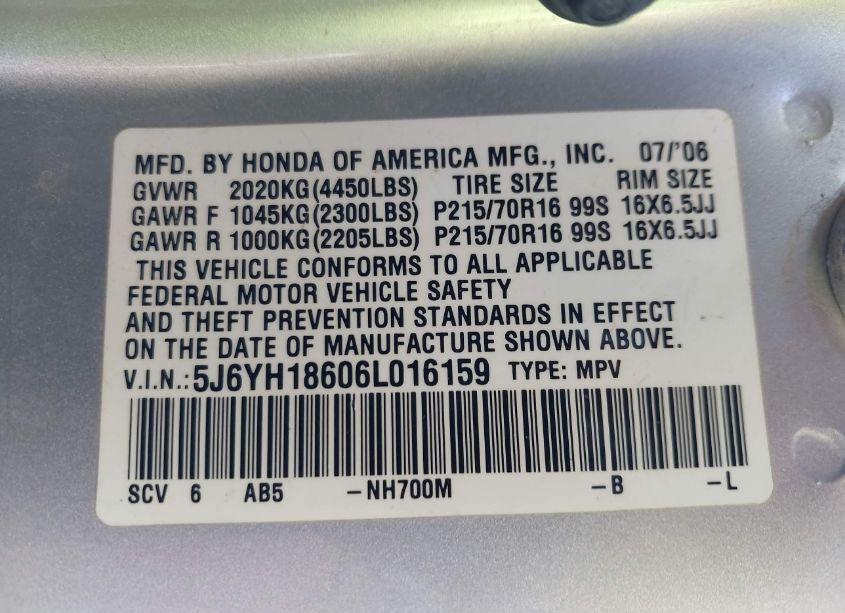 MFD. BY HONDA OF AMERICA MFG., INC. 07/'06
GVWR 2020KG(4450LBS) TIRE SIZE RIM SIZE
GAWR F 1045KG(2300LBS) P215/70R16 99S 16X6.5JJ
GAWR R 1000KG(2205LBS) P215/70R16 99S 16X6.5JJ
THIS VEHICLE CONFORMS TO ALL APPLICABLE
FEDERAL MOTOR VEHICLE SAFETY
AND THEFT PREVENTION STANDARDS IN EFFECT
ON THE DATE OF MANUFACTURE SHOWN ABOVE.
V.I.N.:5J6YH18606L016159 TYPE: MPV
SCV 6 AB5 -NH700M -B -L